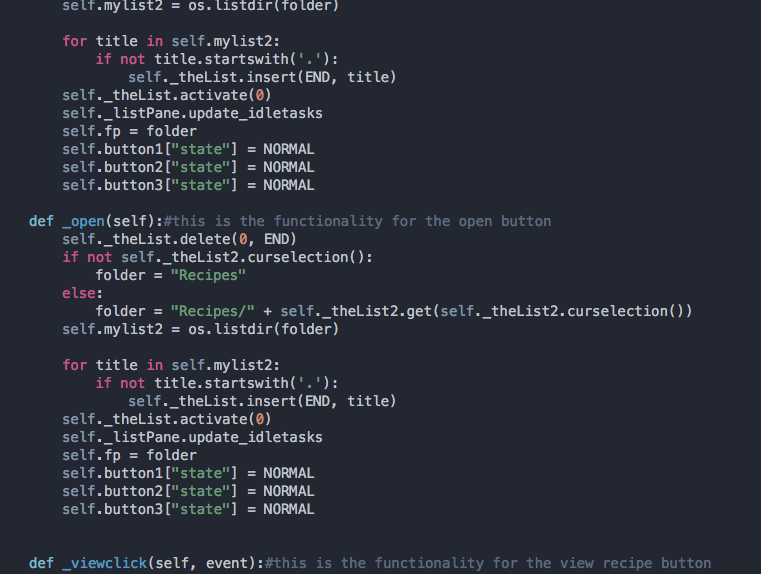 self.mylist2 = os.listdir(folder)
for title in self.mylist2:
if not title.startswith('.'):
self._theList.insert(END, title)
self._theList.activate(0)
self._listPane.update_idletasks
self.fp = folder
self.button1["state"] = NORMAL
self.button2["state"] = NORMAL
self.button3["state"] = NORMAL
def _open(self):#this is the functionality for the open button
self._theList.delete(0, END)
if not self._theList2.curselection():
folder = "Recipes"
else:
folder = "Recipes/" + self._theList2.get(self._theList2.curselection())
self.mylist2 = os.listdir(folder)
for title in self.mylist2:
if not title.startswith('.'):
self._theList.insert(END, title)
self._theList.activate(0)
self._listPane.update_idletasks
self.fp = folder
self.button1["state"] = NORMAL
self.button2["state"] = NORMAL
self.button3["state"] = NORMAL
def _viewclick(self, event):#this is the functionality for the view recipe button